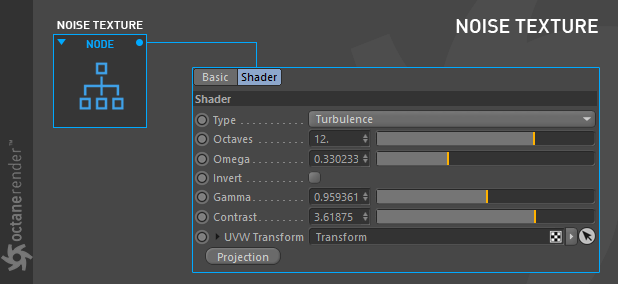 NOISE TEXTURE
NOISE TEXTURE
NODE
Basic Shader
Shader
Type . . . . . . . . . . Turbulence
Octaves . . . . . . . 12.
Omega . . . . . . . . 0.330233
Invert . . . . . . . . .
Gamma . . . . . . . 0.959361
Contrast . . . . . . . 3.61875
UVW Transform Transform
Projection
octanerender™